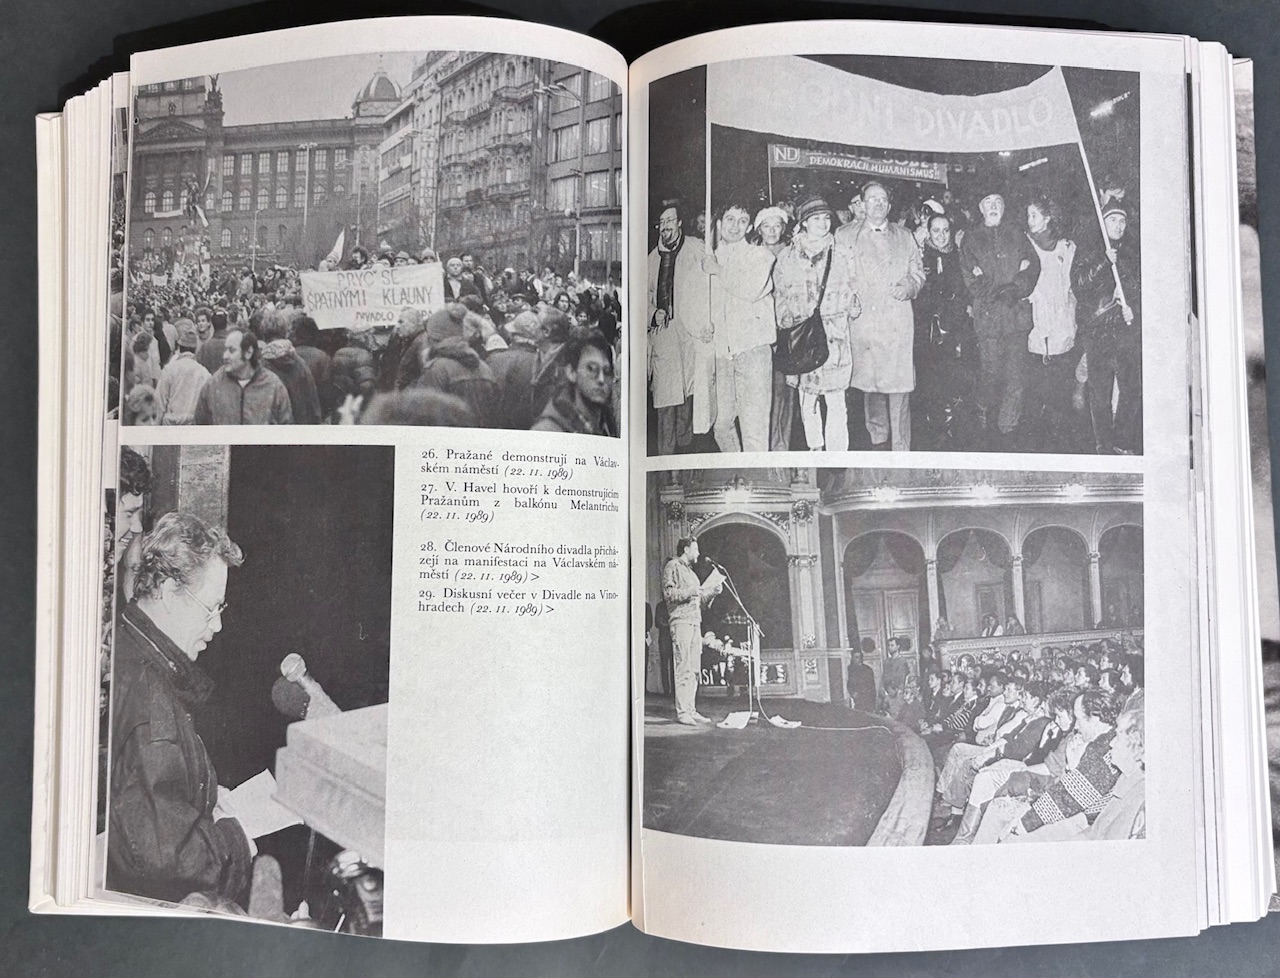 PRYČ SE
ŠPATNÝMI KLAUNY
DIVADLO
26. Pražané demonstrují na Václav-
ském náměstí (22. 11. 1989)
27. V. Havel hovoří k demonstrujícím
Pražanům z balkónu Melantrichu
(22. 11. 1989)
28. Členové Národního divadla přichá-
zejí na manifestaci na Václavském ná-
městí (22. 11. 1989) >
29. Diskusní večer v Divadle na Vino-
hradech (22. 11. 1989) >
DIVADLO
ND
DEMOKRACII, HUMANISMUS!!